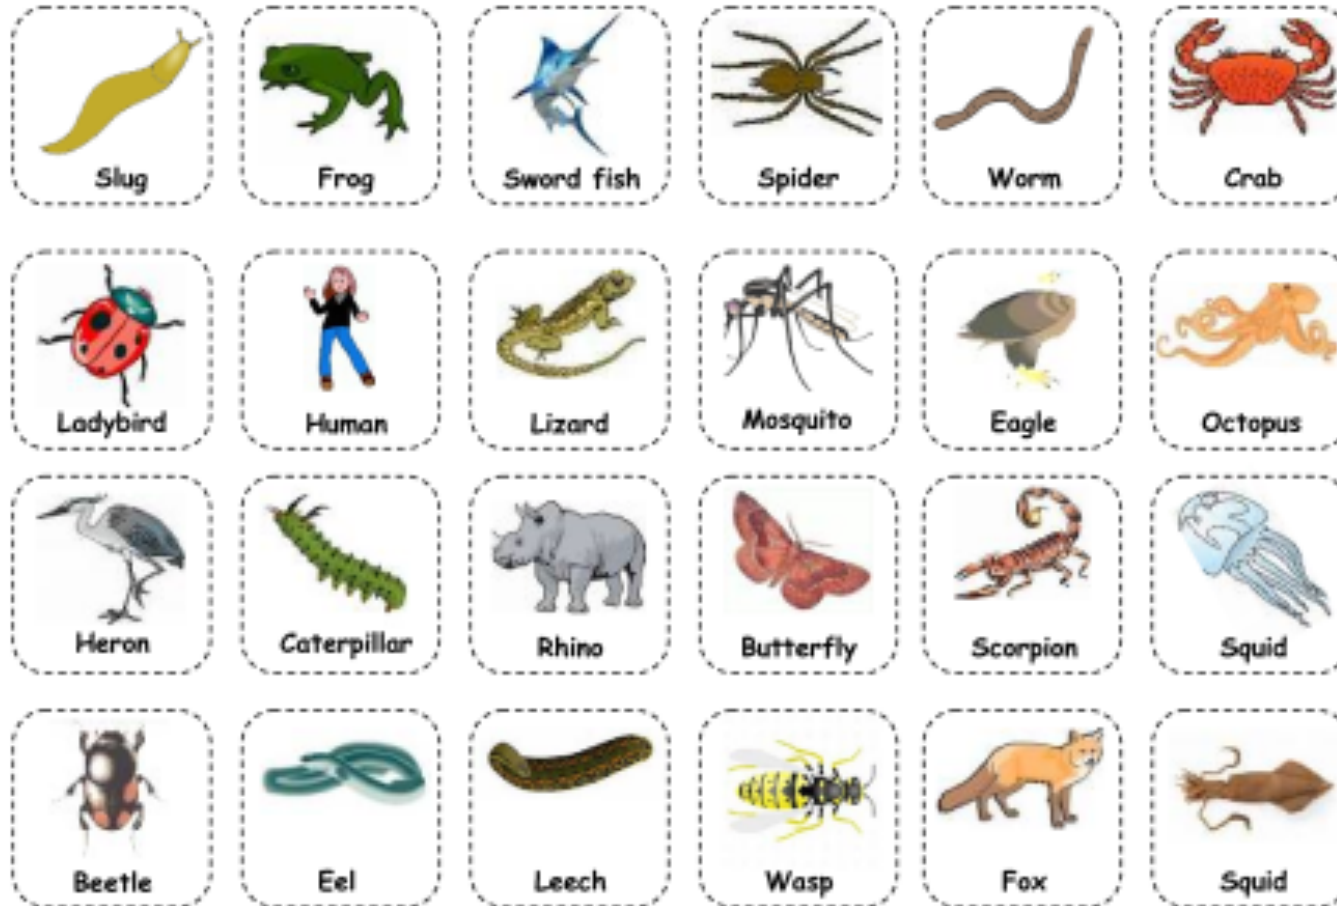 Slug
Frog
Sword fish
Spider
Worm
Crab
Ladybird
Human
Lizard
Mosquito
Eagle
Octopus
Heron
Caterpillar
Rhino
Butterfly
Scorpion
Squid
Beetle
Eel
Leech
Wasp
Fox
Squid